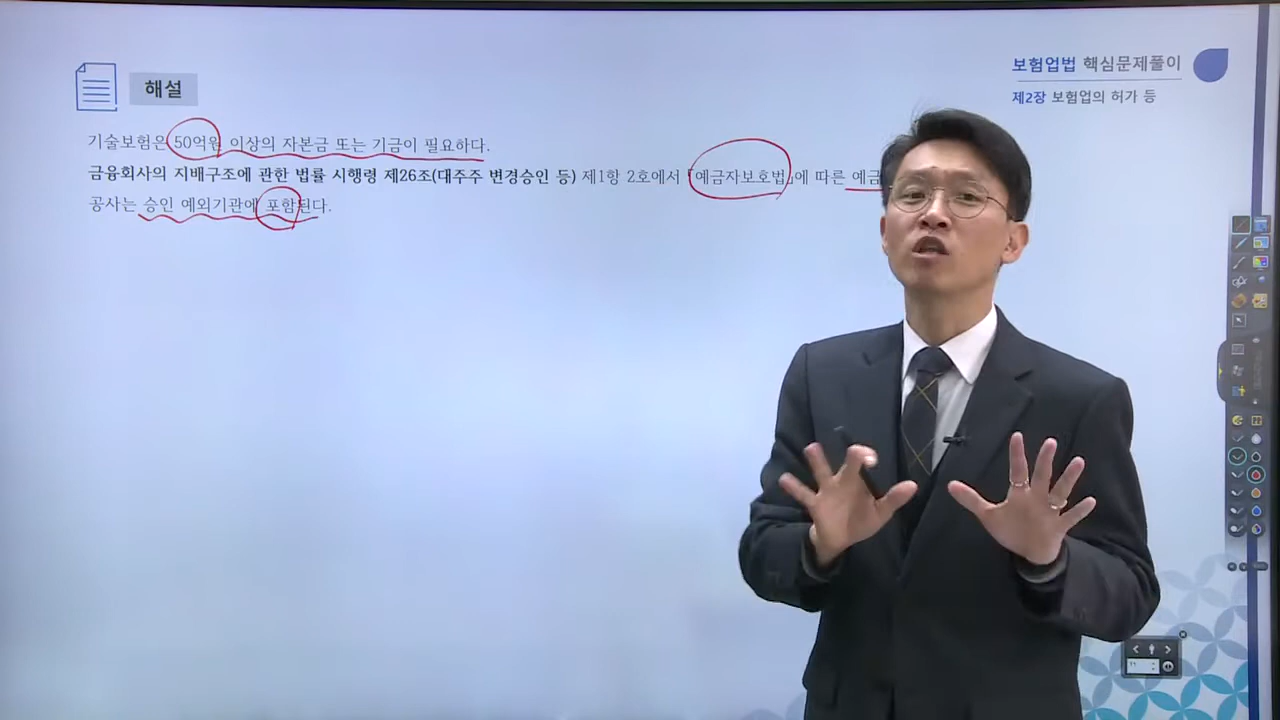 보험업법 핵심문제풀이
제2장 보험업의 허가 등
해설
기술보험은 50억원 이상의 자본금 또는 기금이 필요하다.
금융회사의 지배구조에 관한 법률 시행령 제26조(대주주 변경승인 등) 제1항 2호에서 「예금자보호법」에 따른 예금
공사는 승인 예외기관에 포함된다.